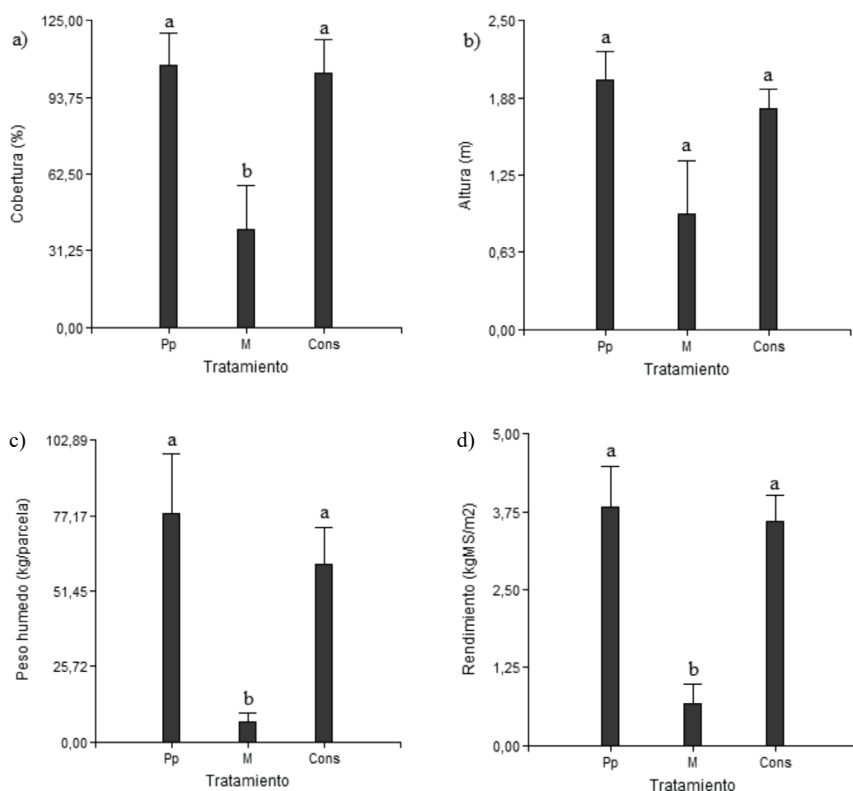 a)
Cobertura (%)
125,00
93,75
62,50
31,25
0,00
a
b
a
Pp
M
Cons
Tratamiento
b)
Altura (m)
2,50
1,88
1,25
0,63
0,00
a
a
a
Pp
M
Cons
Tratamiento
c)
Peso humedo (kg/parcela)
102,89
77,17
51,45
25,72
0,00
a
b
a
Pp
M
Cons
Tratamiento
d)
Rendimiento (kgMS/m2)
5,00
3,75
2,50
1,25
0,00
a
b
a
Pp
M
Cons
Tratamiento